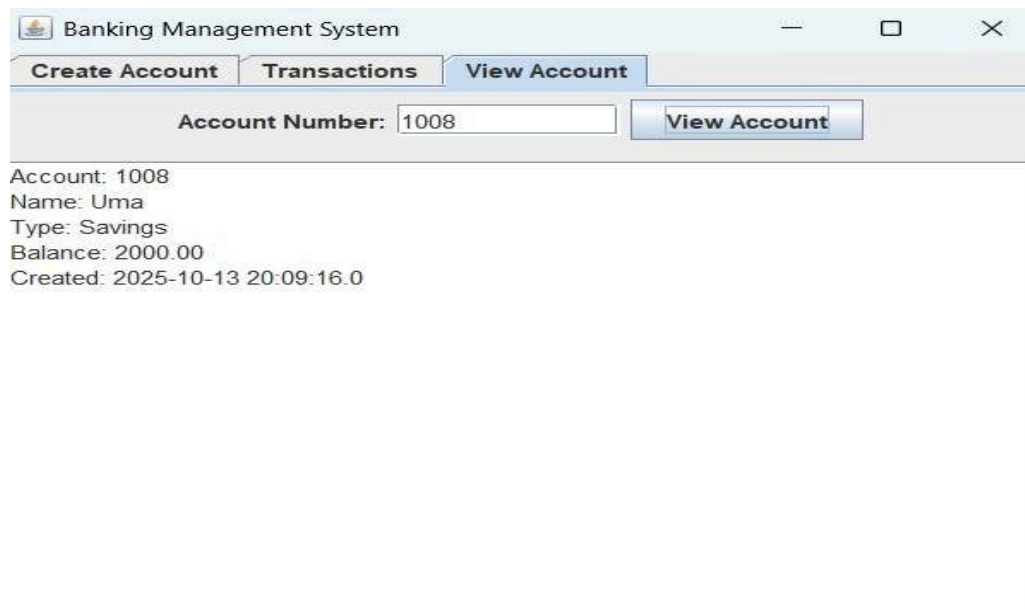 Banking Management System
Create Account Transactions View Account
Account Number: 1008 View Account
Account: 1008
Name: Uma
Type: Savings
Balance: 2000.00
Created: 2025-10-13 20:09:16.0